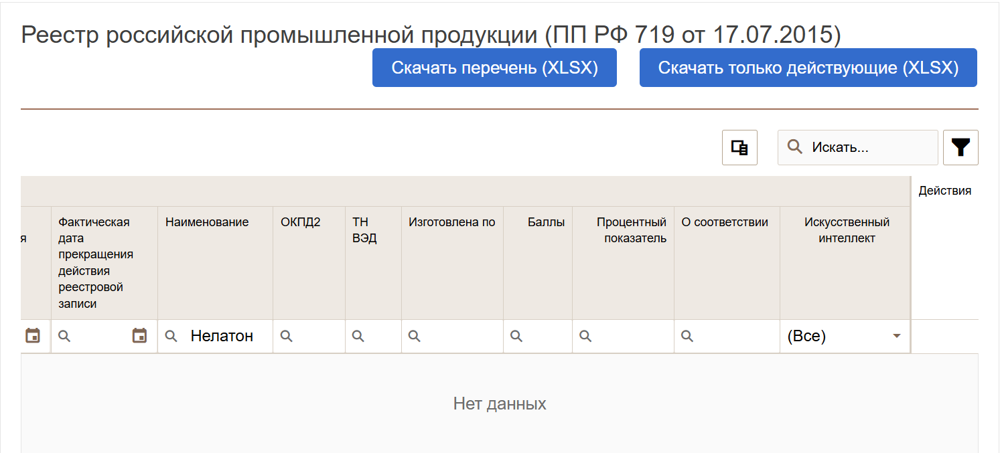 Реестр российской промышленной продукции (ПП РФ 719 от 17.07.2015)
Скачать перечень (XLSX) Скачать только действующие (XLSX)
Искать...
Действия
я
Фактическая
дата
прекращения
действия
реестровой
записи
Наименование
ОКПД2
ТН
ВЭД
Изготовлена по
Баллы
Процентный
показатель
О соответствии
Искусственный
интеллект
Нелатон
(Все)
Нет данных